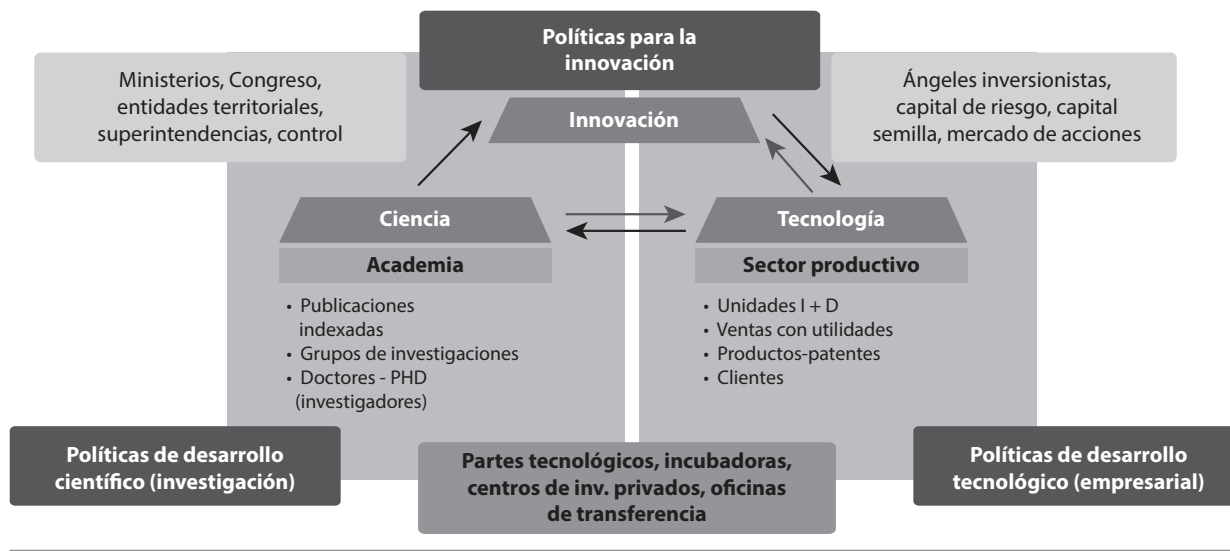 Políticas para la
innovación
Ministerios, Congreso,
entidades territoriales,
superintendencias, control
Ángeles inversionistas,
capital de riesgo, capital
semilla, mercado de acciones
Innovación
Ciencia
Tecnología
Academia
Sector productivo
• Publicaciones
indexadas
• Grupos de investigaciones
• Doctores - PHD
(investigadores)
• Unidades I + D
• Ventas con utilidades
• Productos-patentes
• Clientes
Políticas de desarrollo
científico (investigación)
Partes tecnológicos, incubadoras,
centros de inv. privados, oficinas
de transferencia
Políticas de desarrollo
tecnológico (empresarial)